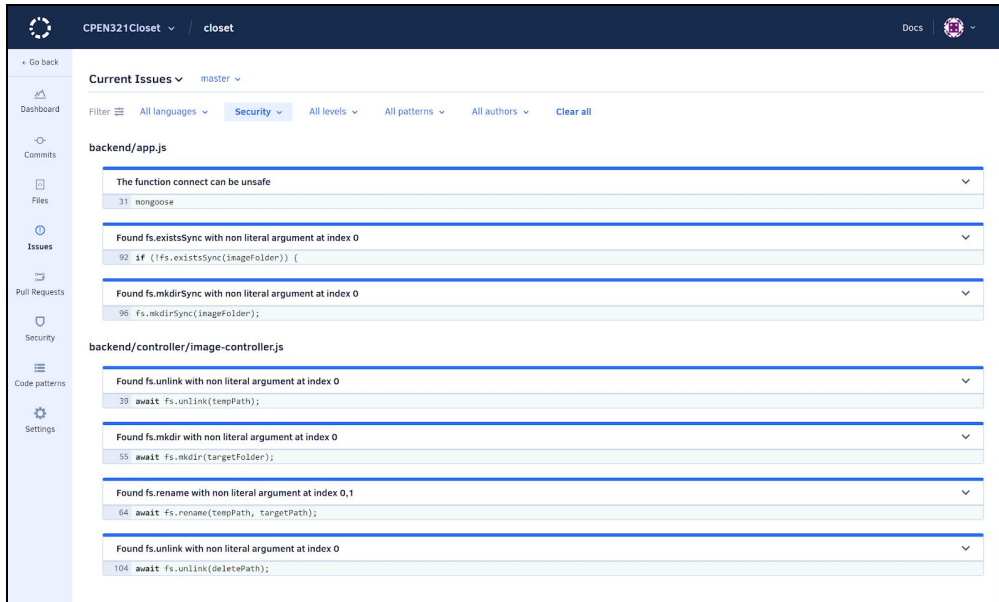 CPEN321Closet / closet
Docs
← Go back
Dashboard
Commits
Files
Issues
Pull Requests
Security
Code patterns
Settings
Current Issues master
Filter All languages Security All levels All patterns All authors Clear all
backend/app.js
The function connect can be unsafe
31 mongoose
Found fs.existsSync with non literal argument at index 0
92 if (!fs.existsSync(imageFolder)) {
Found fs.mkdirSync with non literal argument at index 0
96 fs.mkdirSync(imageFolder);
backend/controller/image-controller.js
Found fs.unlink with non literal argument at index 0
39 await fs.unlink(tempPath);
Found fs.mkdir with non literal argument at index 0
55 await fs.mkdir(targetFolder);
Found fs.rename with non literal argument at index 0,1
64 await fs.rename(tempPath, targetPath);
Found fs.unlink with non literal argument at index 0
104 await fs.unlink(deletePath);